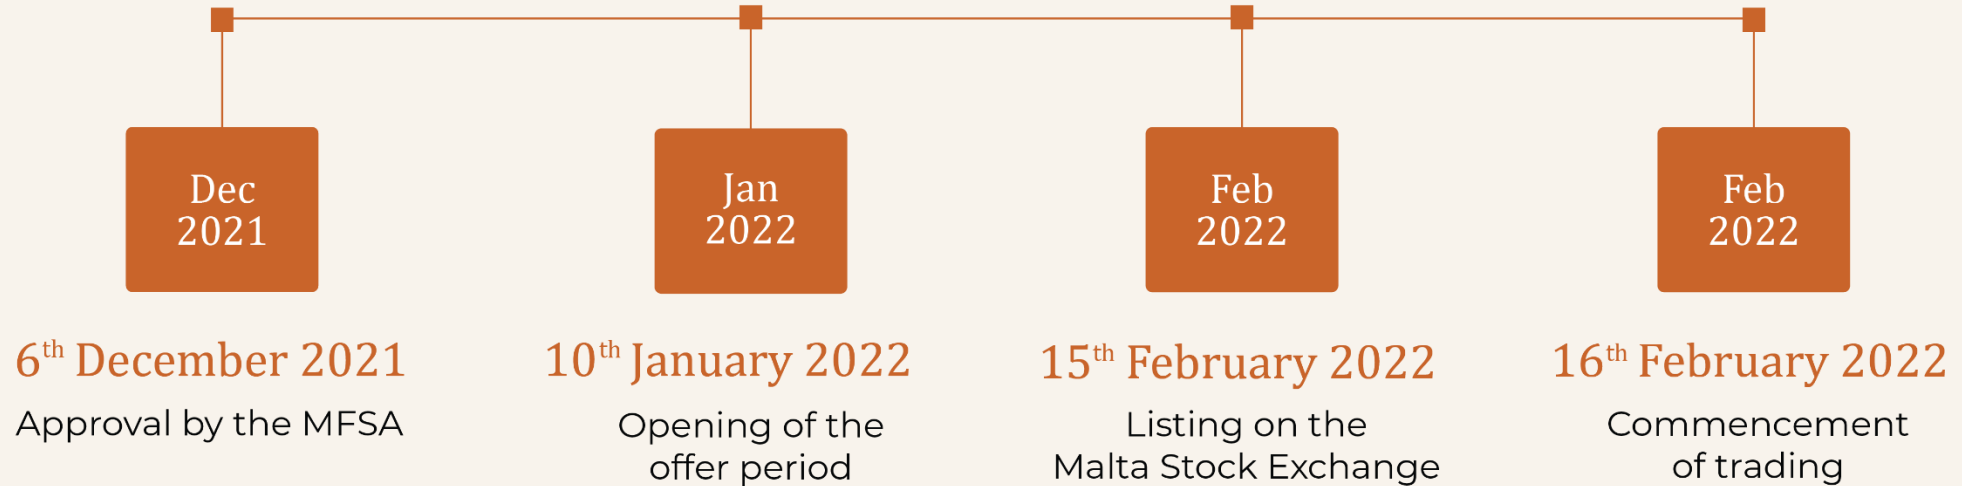 Dec
2021
Jan
2022
Feb
2022
Feb
2022
6th December 2021
Approval by the MFSA
10th January 2022
Opening of the
offer period
15th February 2022
Listing on the
Malta Stock Exchange
16th February 2022
Commencement
of trading